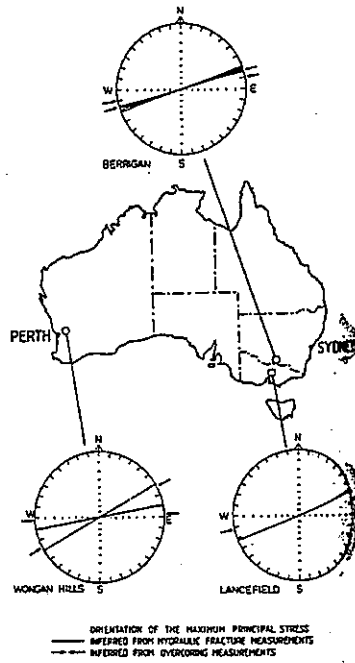 N
W E
S
BERRIGAN
PERTH
SYDNE
N
W E
S
WONGAN HILLS
N
W
S
LANCEFIELD
ORIENTATION OF THE MAXIMUM PRINCIPAL STRESS
INFERRED FROM HYDRAULIC FRACTURE MEASUREMENTS
INFERRED FROM OVERCORING MEASUREMENTS